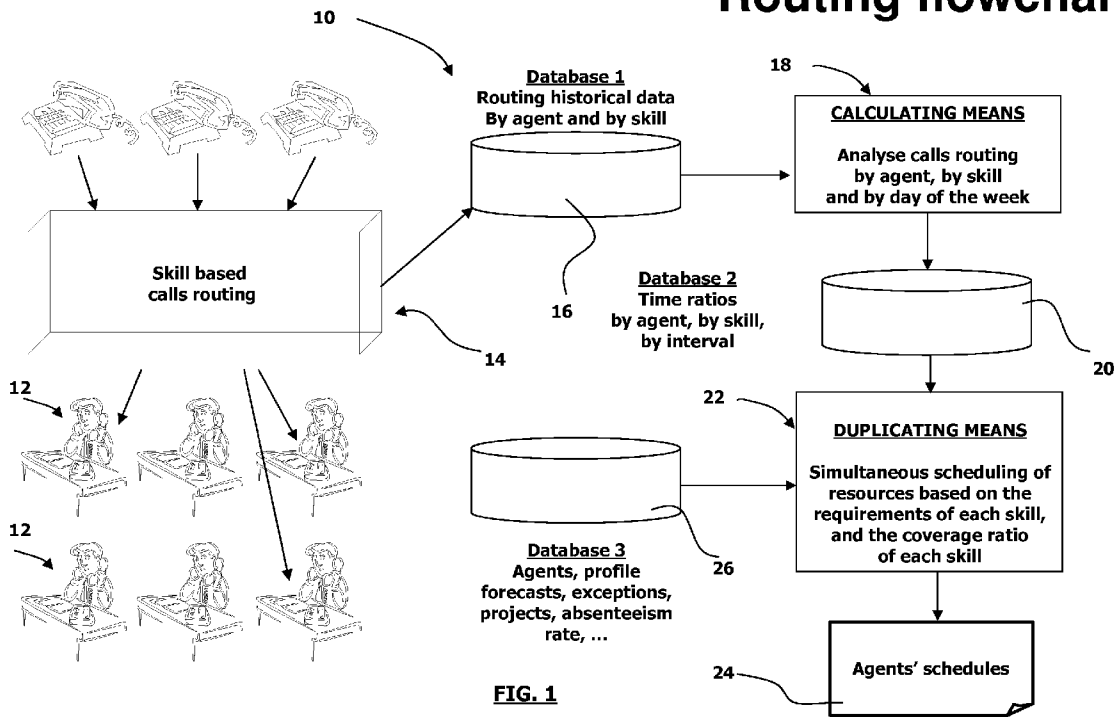 Routing flowchar
10
Database 1
Routing historical data
By agent and by skill
18
CALCULATING MEANS
Analyse calls routing
by agent, by skill
and by day of the week
Skill based
calls routing
16
14
Database 2
Time ratios
by agent, by skill,
by interval
20
12
22
DUPLICATING MEANS
Simultaneous scheduling of
resources based on the
requirements of each skill,
and the coverage ratio
of each skill
12
26
Database 3
Agents, profile
forecasts, exceptions,
projects, absenteeism
rate, ...
24
Agents' schedules
FIG. 1